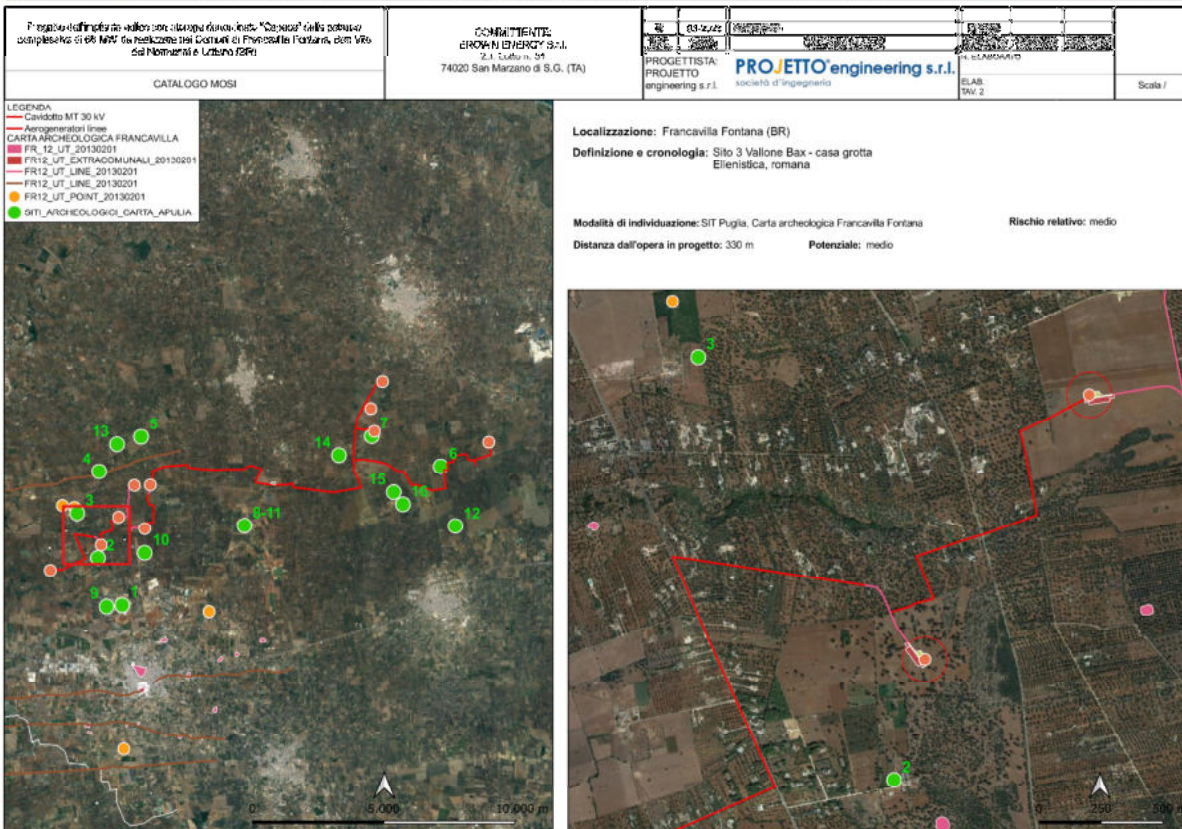 COMMITTENTE:
74020 San Marzano di S.G. (TA)
CATALOGO MOSI
PROGETTISTA:
PROJETTO
engineering s.r.l.
PROJETTO engineering s.r.l.
società d'ingegneria
ELAB.
TAV. 2
Scala /
LEGENDA
Cavidotto MT 30 kV
Aerogeneratori linee
CARTA ARCHEOLOGICA FRANCAVILLA
FR_12_UT_20130201
FR12_UT_EXTRACOMUNALI_20130201
FR12_UT_LINE_20130201
FR12_UT_LINE_20130201
FR12_UT_POINT_20130201
SITI_ARCHEOLOGICI_CARTA_APULIA
Localizzazione: Francavilla Fontana (BR)
Definizione e cronologia: Sito 3 Vallone Bax - casa grotta
Ellenistica, romana
Modalità di individuazione: SIT Puglia, Carta archeologica Francavilla Fontana
Rischio relativo: medio
Distanza dall'opera in progetto: 330 m
Potenziale: medio
5
13
7
14
4
6
15
16
3
8-11
12
2
10
9
1
0
5.000
10.000 m
3
2
0
250
500 m